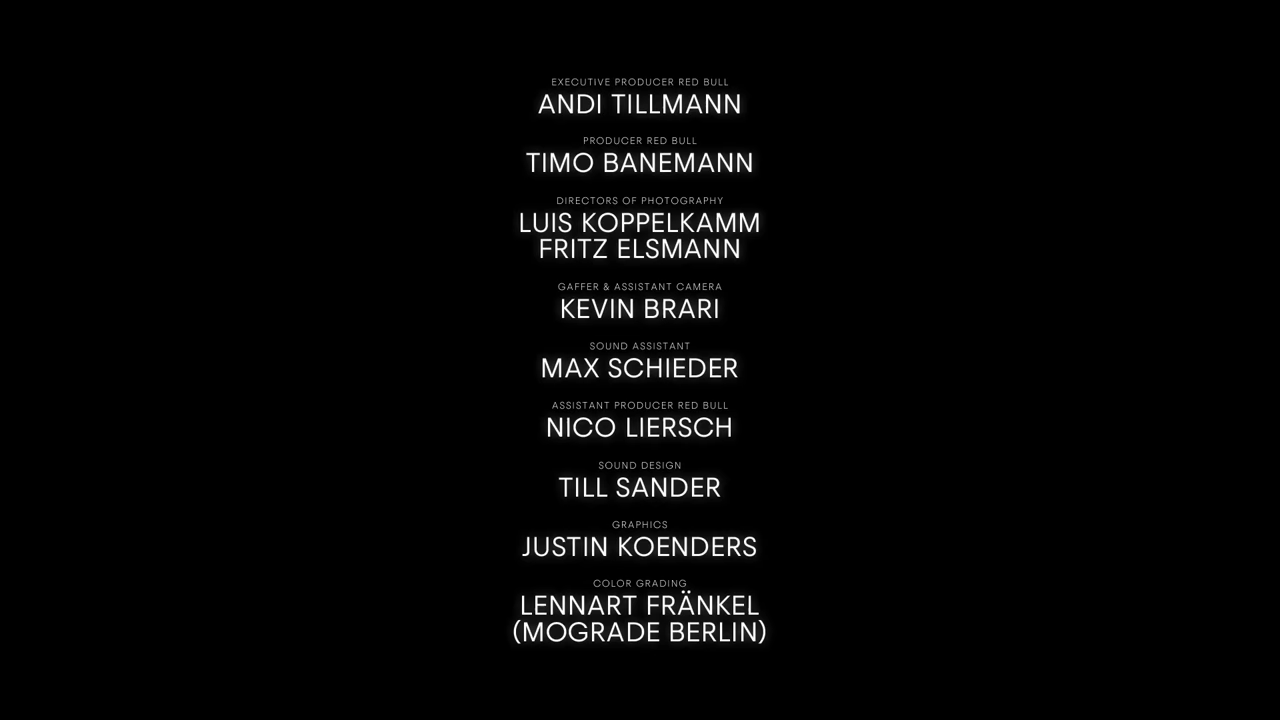 EXECUTIVE PRODUCER RED BULL
ANDI TILLMANN
PRODUCER RED BULL
TIMO BANEMANN
DIRECTORS OF PHOTOGRAPHY
LUIS KOPPELKAMM
FRITZ ELSMANN
GAFFER & ASSISTANT CAMERA
KEVIN BRARI
SOUND ASSISTANT
MAX SCHIEDER
ASSISTANT PRODUCER RED BULL
NICO LIERSCH
SOUND DESIGN
TILL SANDER
GRAPHICS
JUSTIN KOENDERS
COLOR GRADING
LENNART FRÄNKEL
(MOGRADE BERLIN)